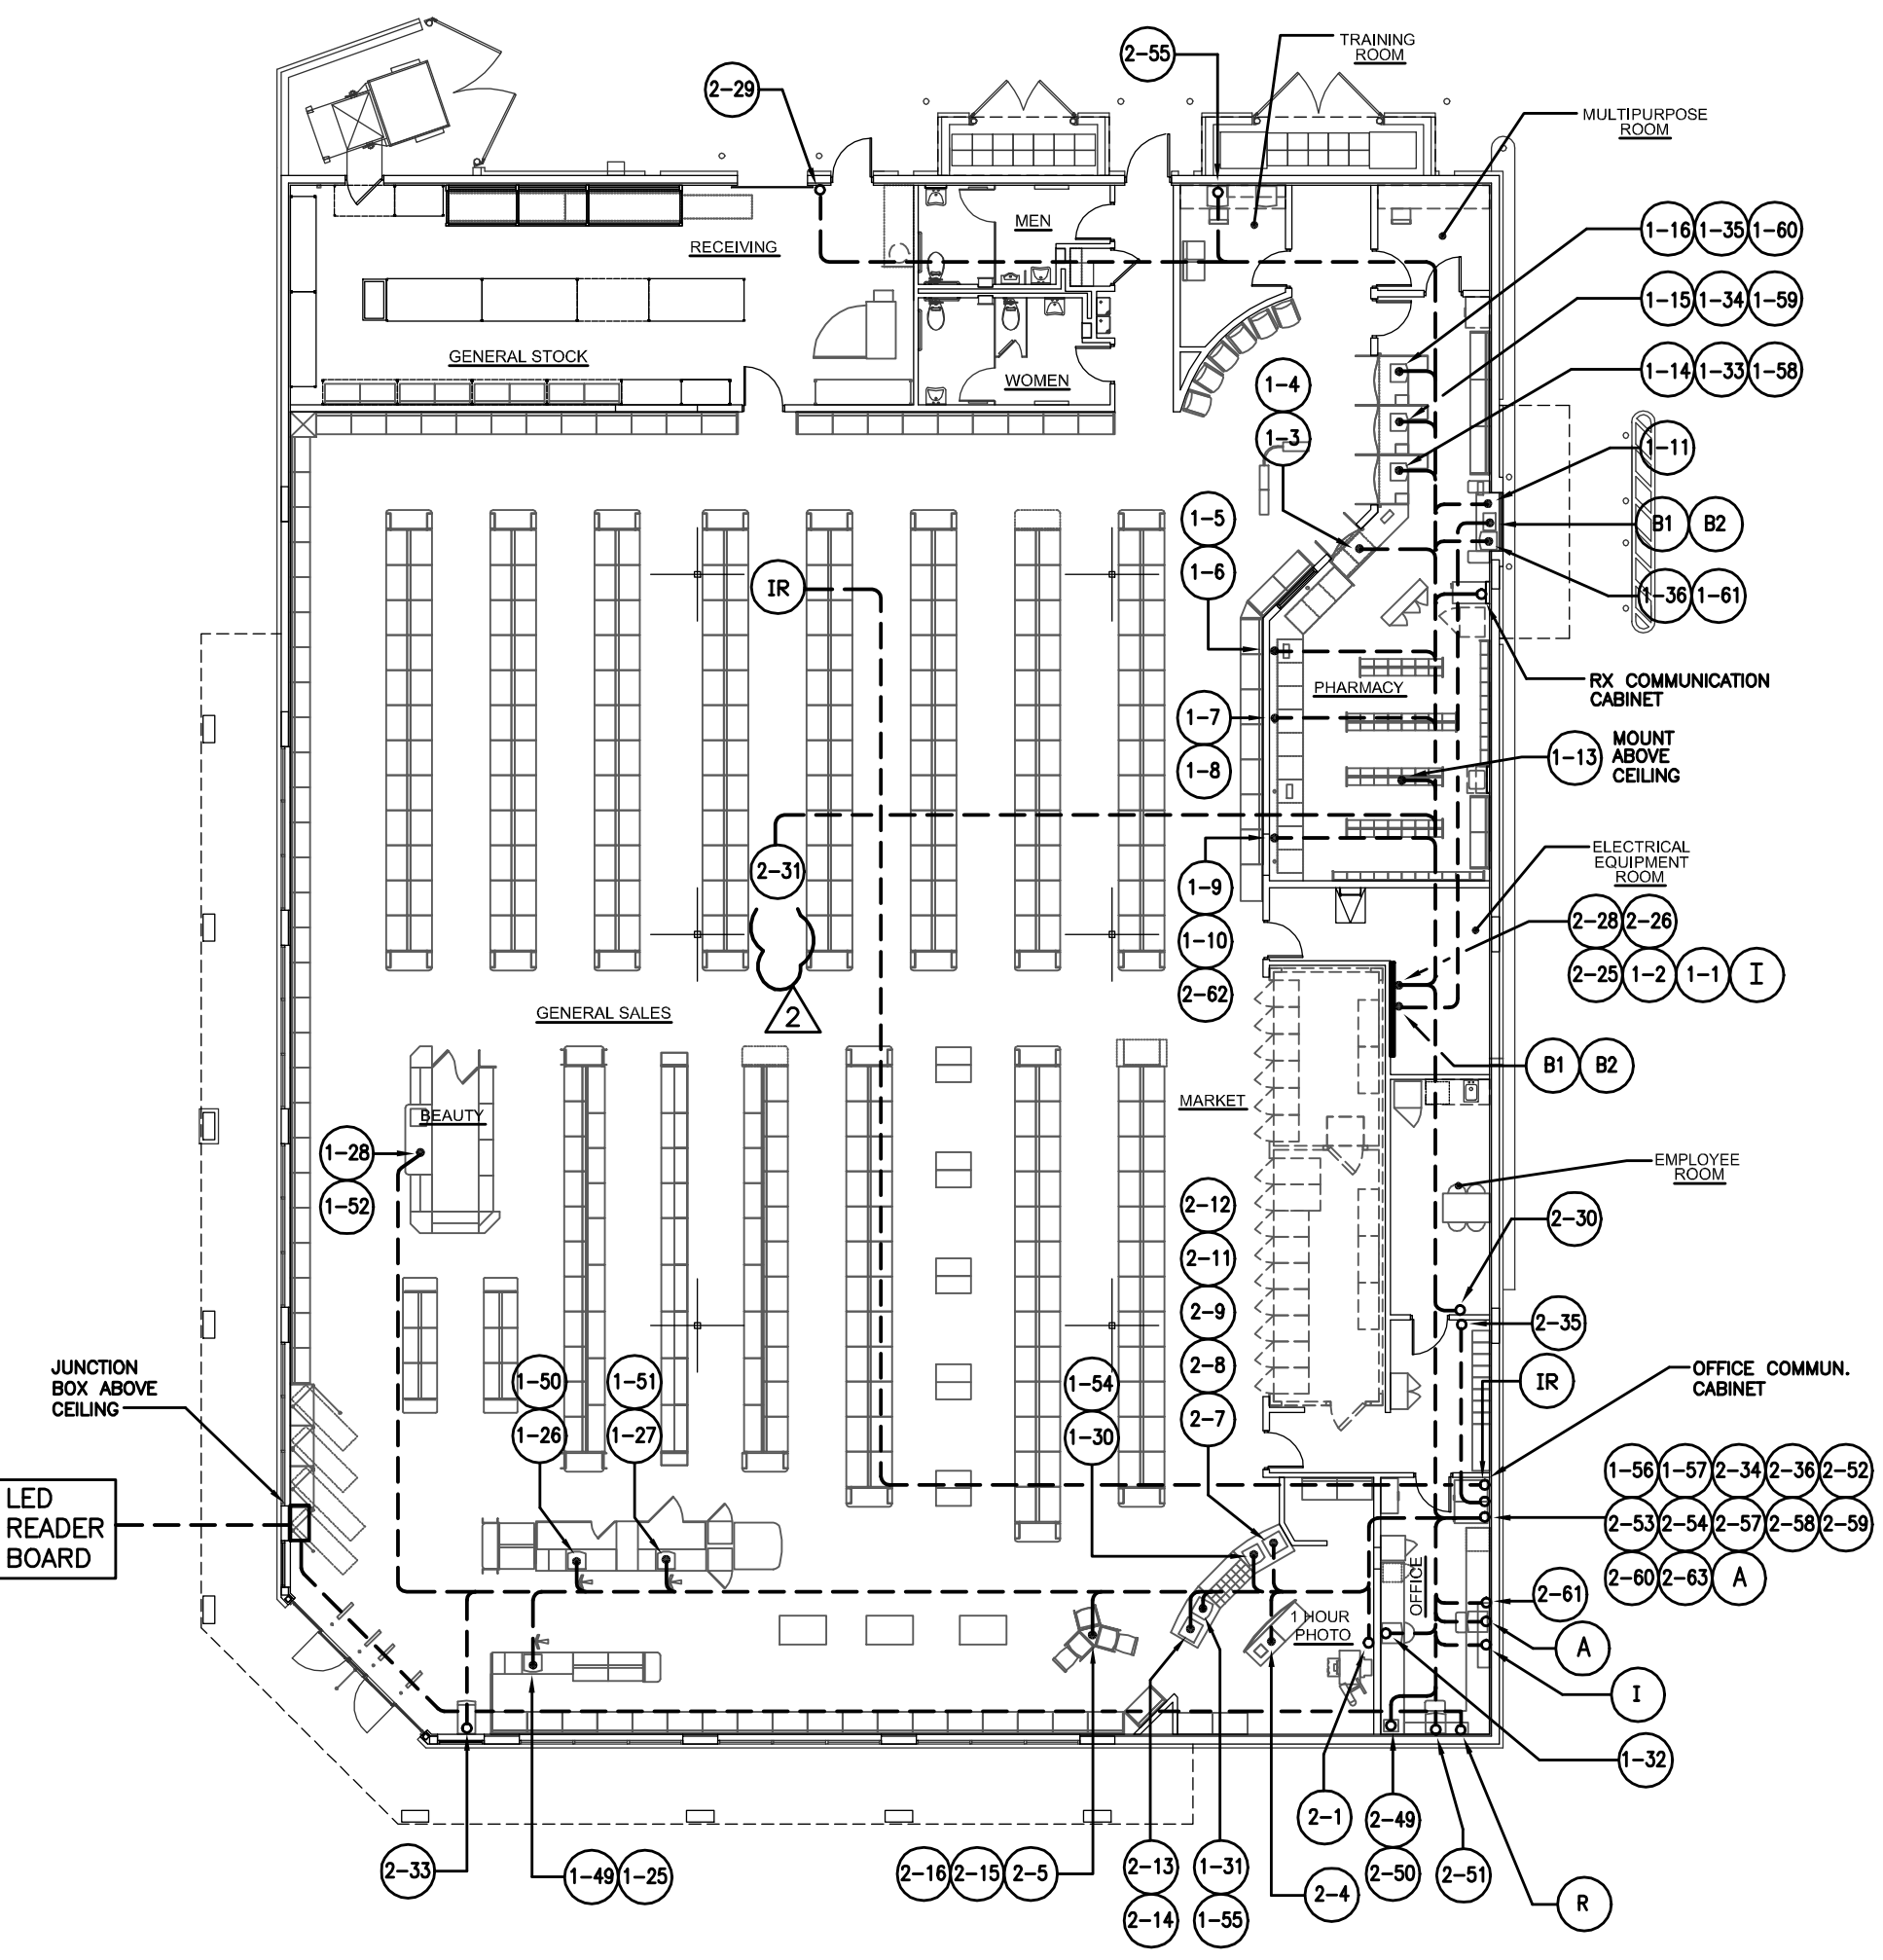 TRAINING
ROOM
2-55
2-29
MULTIPURPOSE
ROOM
MEN
RECEIVING
1-16 1-35 1-60
1-15 1-34 1-59
GENERAL STOCK
WOMEN
1-14 1-33 1-58
1-4
1-3
1-11
1-5
B1 B2
1-6
IR
1-36 1-61
PHARMACY
RX COMMUNICATION
CABINET
1-7
1-8
1-13
MOUNT
ABOVE
CEILING
2-31
ELECTRICAL
EQUIPMENT
ROOM
1-9
1-10
2-62
2-28 2-26
2-25 1-2 1-1 I
GENERAL SALES
2
B1 B2
MARKET
BEAUTY
1-28
1-52
EMPLOYEE
ROOM
2-12
2-11
2-9
2-8
2-7
2-30
2-35
IR
JUNCTION
BOX ABOVE
CEILING
1-50
1-26
1-51
1-27
1-54
1-30
OFFICE COMMUN.
CABINET
1-56 1-57 2-34 2-36 2-52
2-53 2-54 2-57 2-58 2-59
2-60 2-63 A
LED
READER
BOARD
OFFICE
2-61
1 HOUR
PHOTO
A
I
1-32
2-1
2-49
2-50
2-51
2-33
1-49 1-25
2-16 2-15 2-5
2-13
2-14
1-31
1-55
2-4
R